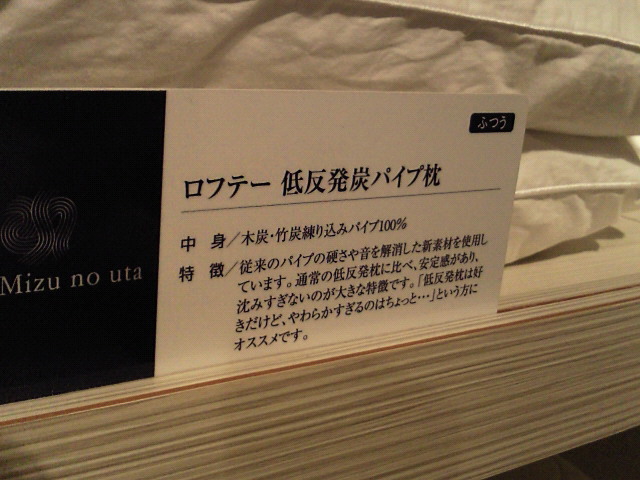 ふつう
ロフテー 低反発炭パイプ枕
中 身/木炭・竹炭練り込みパイプ100%
特 徴/従来のパイプの硬さや音を解消した新素材を使用し
ています。通常の低反発枕に比べ、安定感があり、
沈みすぎないのが大きな特徴です。「低反発枕は好
きだけど、やわらかすぎるのはちょっと…」という方に
オススメです。
Mizu no uta